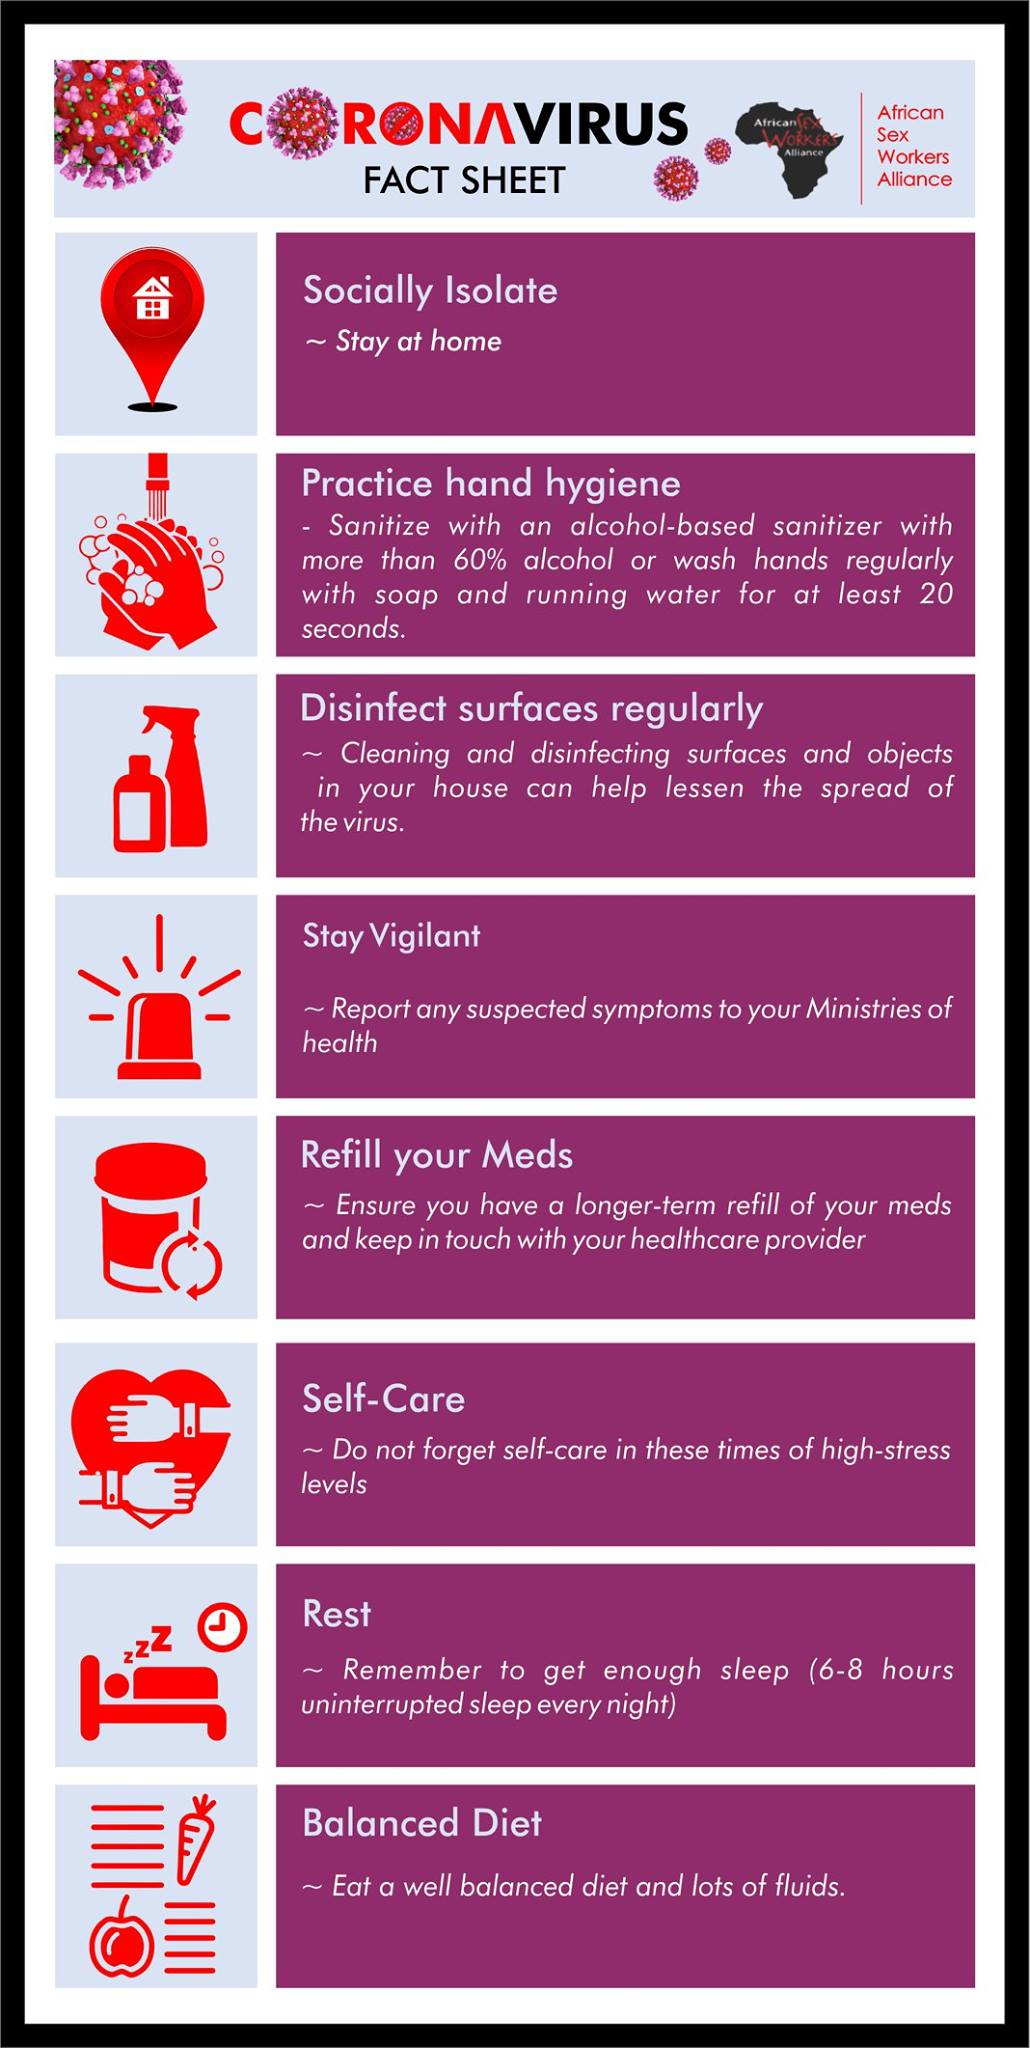 CORONAVIRUS
FACT SHEET
African Sex
Workers
Alliance
African
Sex
Workers
Alliance
Socially Isolate
~ Stay at home
Practice hand hygiene
- Sanitize with an alcohol-based sanitizer with
more than 60% alcohol or wash hands regularly
with soap and running water for at least 20
seconds.
Disinfect surfaces regularly
~ Cleaning and disinfecting surfaces and objects
in your house can help lessen the spread of
the virus.
Stay Vigilant
~ Report any suspected symptoms to your Ministries of
health
Refill your Meds
~ Ensure you have a longer-term refill of your meds
and keep in touch with your healthcare provider
Self-Care
~ Do not forget self-care in these times of high-stress
levels
zzZ
Rest
~ Remember to get enough sleep (6-8 hours
uninterrupted sleep every night)
Balanced Diet
~ Eat a well balanced diet and lots of fluids.